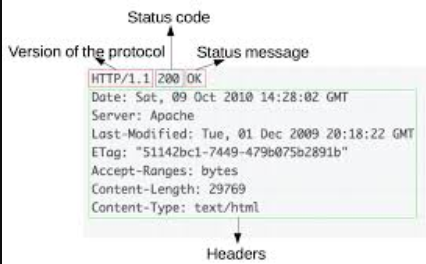 Status code
Version of the protocol Status message
HTTP/1.1 200 OK
Date: Sat, 09 Oct 2010 14:28:02 GMT
Server: Apache
Last-Modified: Tue, 01 Dec 2009 20:18:22 GMT
ETag: "51142bc1-7449-479b075b2891b"
Accept-Ranges: bytes
Content-Length: 29769
Content-Type: text/html
Headers